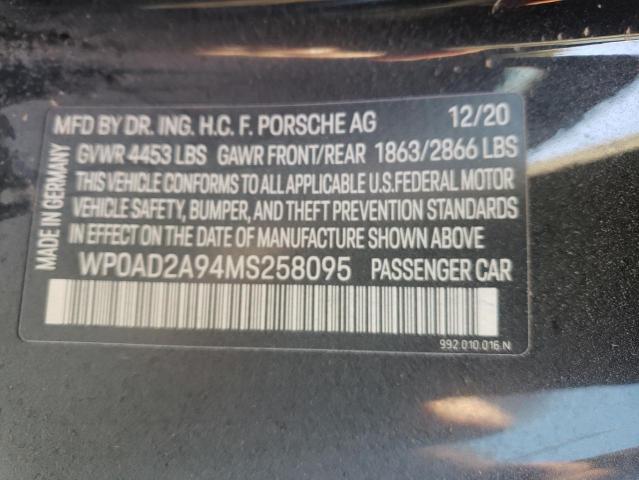 MFD BY DR. ING. H.C. F. PORSCHE AG 12/20
GVWR 4453 LBS GAWR FRONT/REAR 1863/2866 LBS
THIS VEHICLE CONFORMS TO ALL APPLICABLE U.S.FEDERAL MOTOR
VEHICLE SAFETY, BUMPER, AND THEFT PREVENTION STANDARDS
IN EFFECT ON THE DATE OF MANUFACTURE SHOWN ABOVE
WP0AD2A94MS258095 PASSENGER CAR
992.010.016.N
MADE IN GERMANY